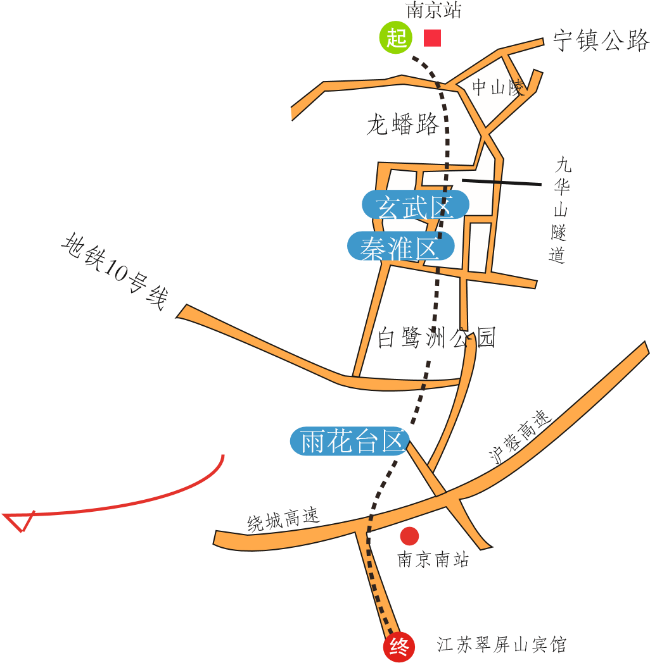 南京站
起
宁镇公路
中山陵
龙蟠路
九华山隧道
玄武区
秦淮区
地铁10号线
白鹭洲公园
雨花台区
沪蓉高速
绕城高速
南京南站
终
江苏翠屏山宾馆